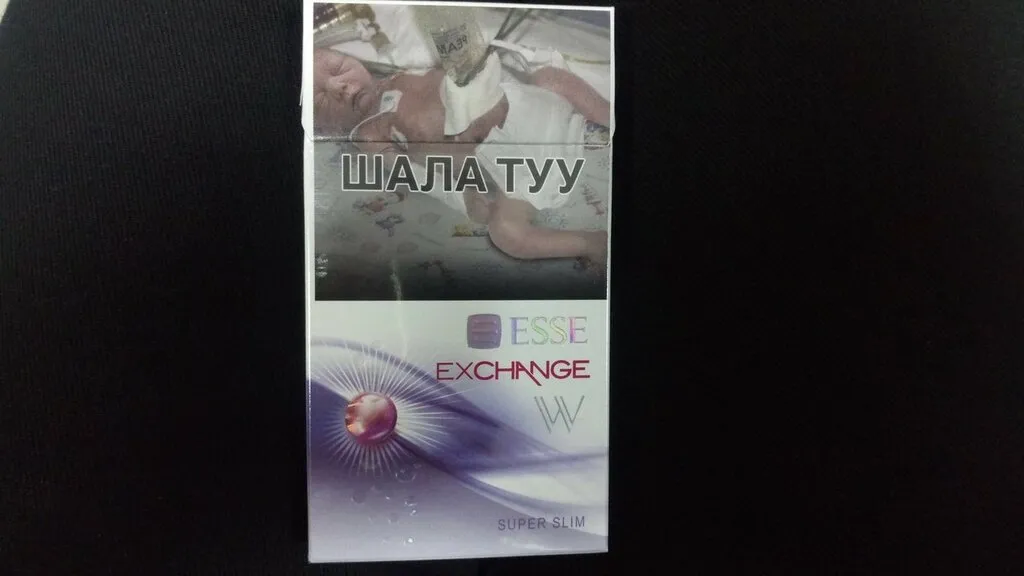 ШАЛА ТУУ
ESSE
EXCHANGE
W
SUPER SLIM